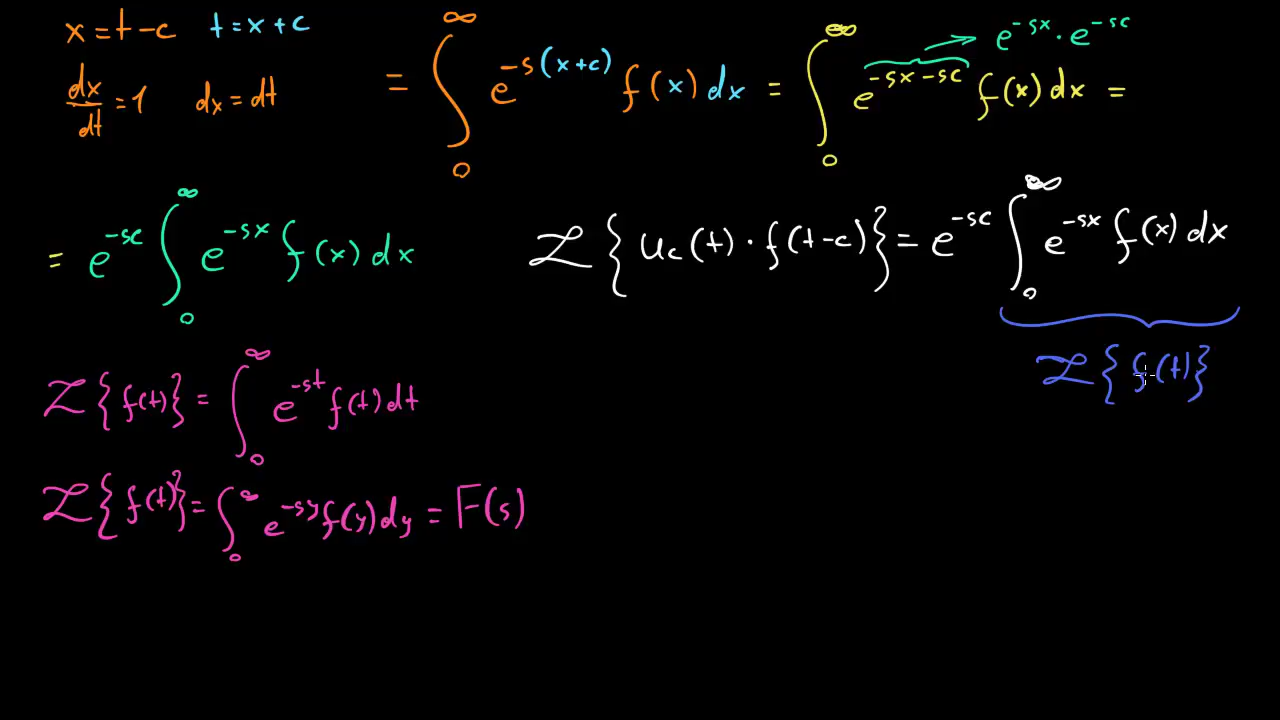 x = t - c   t = x + c
dx/dt = 1   dx = dt
= ∫₀^∞ e^{-s(x+c)} f(x) dx = ∫₀^∞ e^{-sx-sc} f(x) dx =
e^{-sx} · e^{-sc}
= e^{-sc} ∫₀^∞ e^{-sx} f(x) dx
ℒ{u_c(t) · f(t-c)} = e^{-sc} ∫₀^∞ e^{-sx} f(x) dx
ℒ{f(t)}
ℒ{f(t)} = ∫₀^∞ e^{-st} f(t) dt
ℒ{f(t)} = ∫₀^∞ e^{-sy} f(y) dy = F(s)